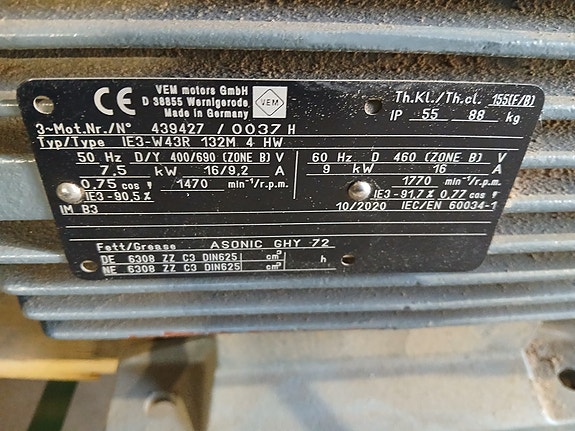 CE VEM motors GmbH
D 38855 Wernigerode,
Made in Germany
VEM
Th.Kl./Th.cl. 155(F/B)
IP 55 88 kg
3~Mot.Nr./N° 439427 / 0037 H
Typ/Type IE3-W43R 132M 4 HW
50 Hz D/Y 400/690 (ZONE B) V
7,5 kW 16/9,2 A
0,75 cos φ 1470 min⁻¹/r.p.m.
IE3-90,5 %
60 Hz D 460 (ZONE B) V
9 kW 16 A
1770 min⁻¹/r.p.m.
IE3-91,7 % 0,77 cos φ
IM B3 10/2020 IEC/EN 60034-1
Fett/Grease ASONIC GHY 72
DE 6308 ZZ C3 DIN625 cm³ h
NE 6308 ZZ C3 DIN625 cm³